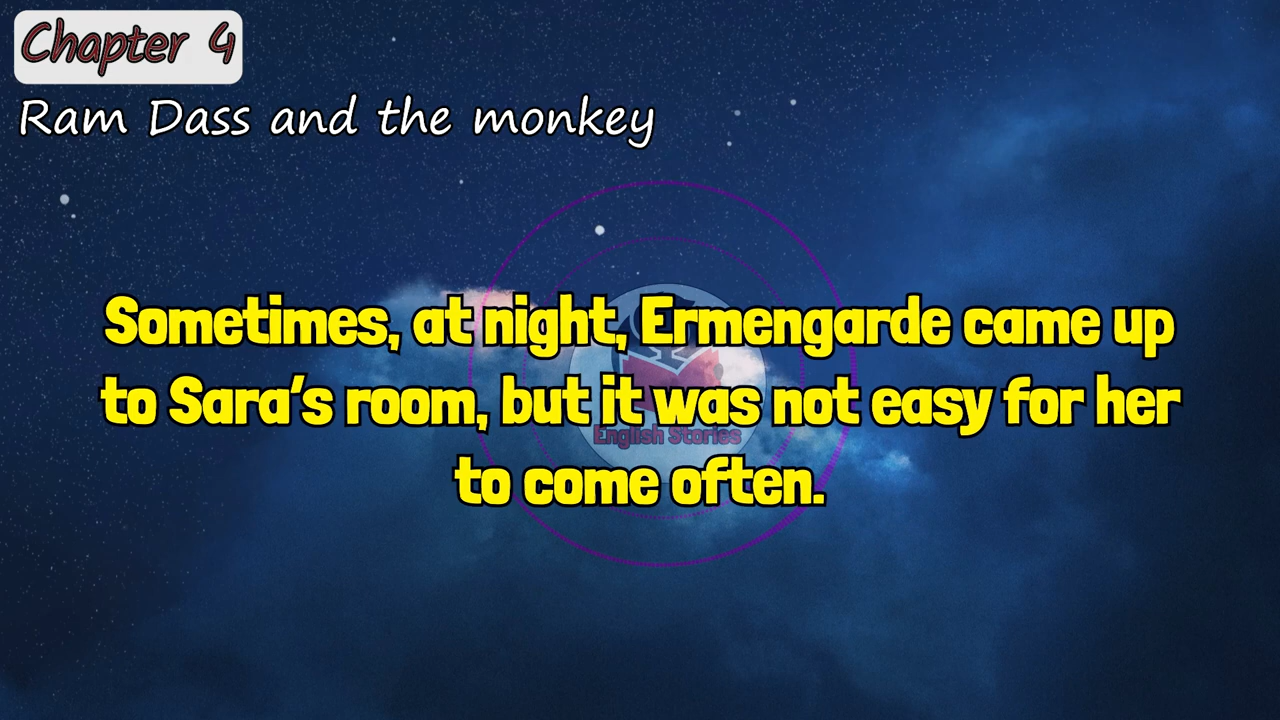 Chapter 4
Ram Dass and the monkey
Sometimes, at night, Ermengarde came up
to Sara's room, but it was not easy for her
English Stories
to come often.